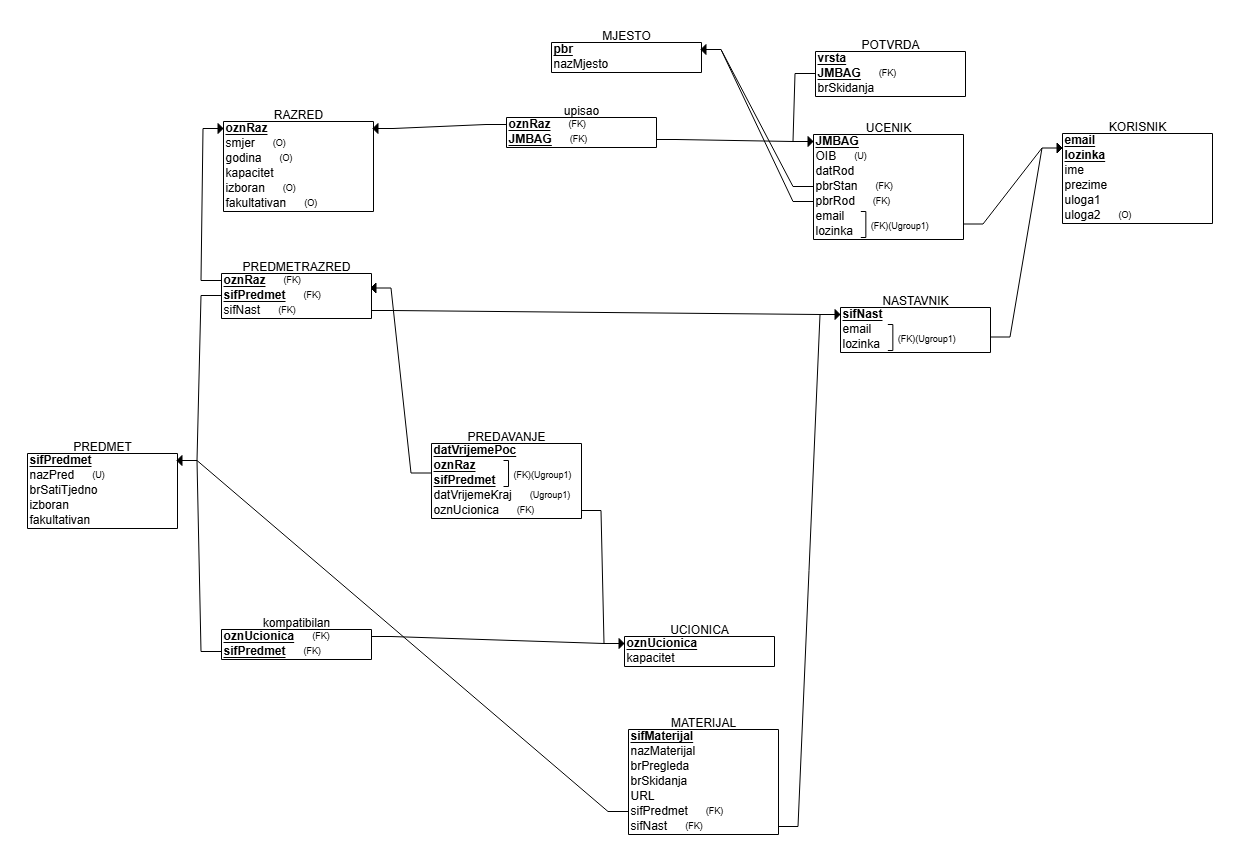 MJESTO
pbr
nazMjesto
POTVRDA
vrsta
JMBAG (FK)
brSkidanja
RAZRED
oznRaz
smjer (O)
godina (O)
kapacitet
izboran (O)
fakultativan (O)
upisao
oznRaz (FK)
JMBAG (FK)
UCENIK
JMBAG
OIB (U)
datRod
pbrStan (FK)
pbrRod (FK)
email
lozinka (FK)(Ugroup1)
KORISNIK
email
lozinka
ime
prezime
uloga1
uloga2 (O)
PREDMETRAZRED
oznRaz (FK)
sifPredmet (FK)
sifNast (FK)
NASTAVNIK
sifNast
email
lozinka (FK)(Ugroup1)
PREDMET
sifPredmet
nazPred (U)
brSatiTjedno
izboran
fakultativan
PREDAVANJE
datVrijemePoc
oznRaz
sifPredmet (FK)(Ugroup1)
datVrijemeKraj (Ugroup1)
oznUcionica (FK)
kompatibilan
oznUcionica (FK)
sifPredmet (FK)
UCIONICA
oznUcionica
kapacitet
MATERIJAL
sifMaterijal
nazMaterijal
brPregleda
brSkidanja
URL
sifPredmet (FK)
sifNast (FK)